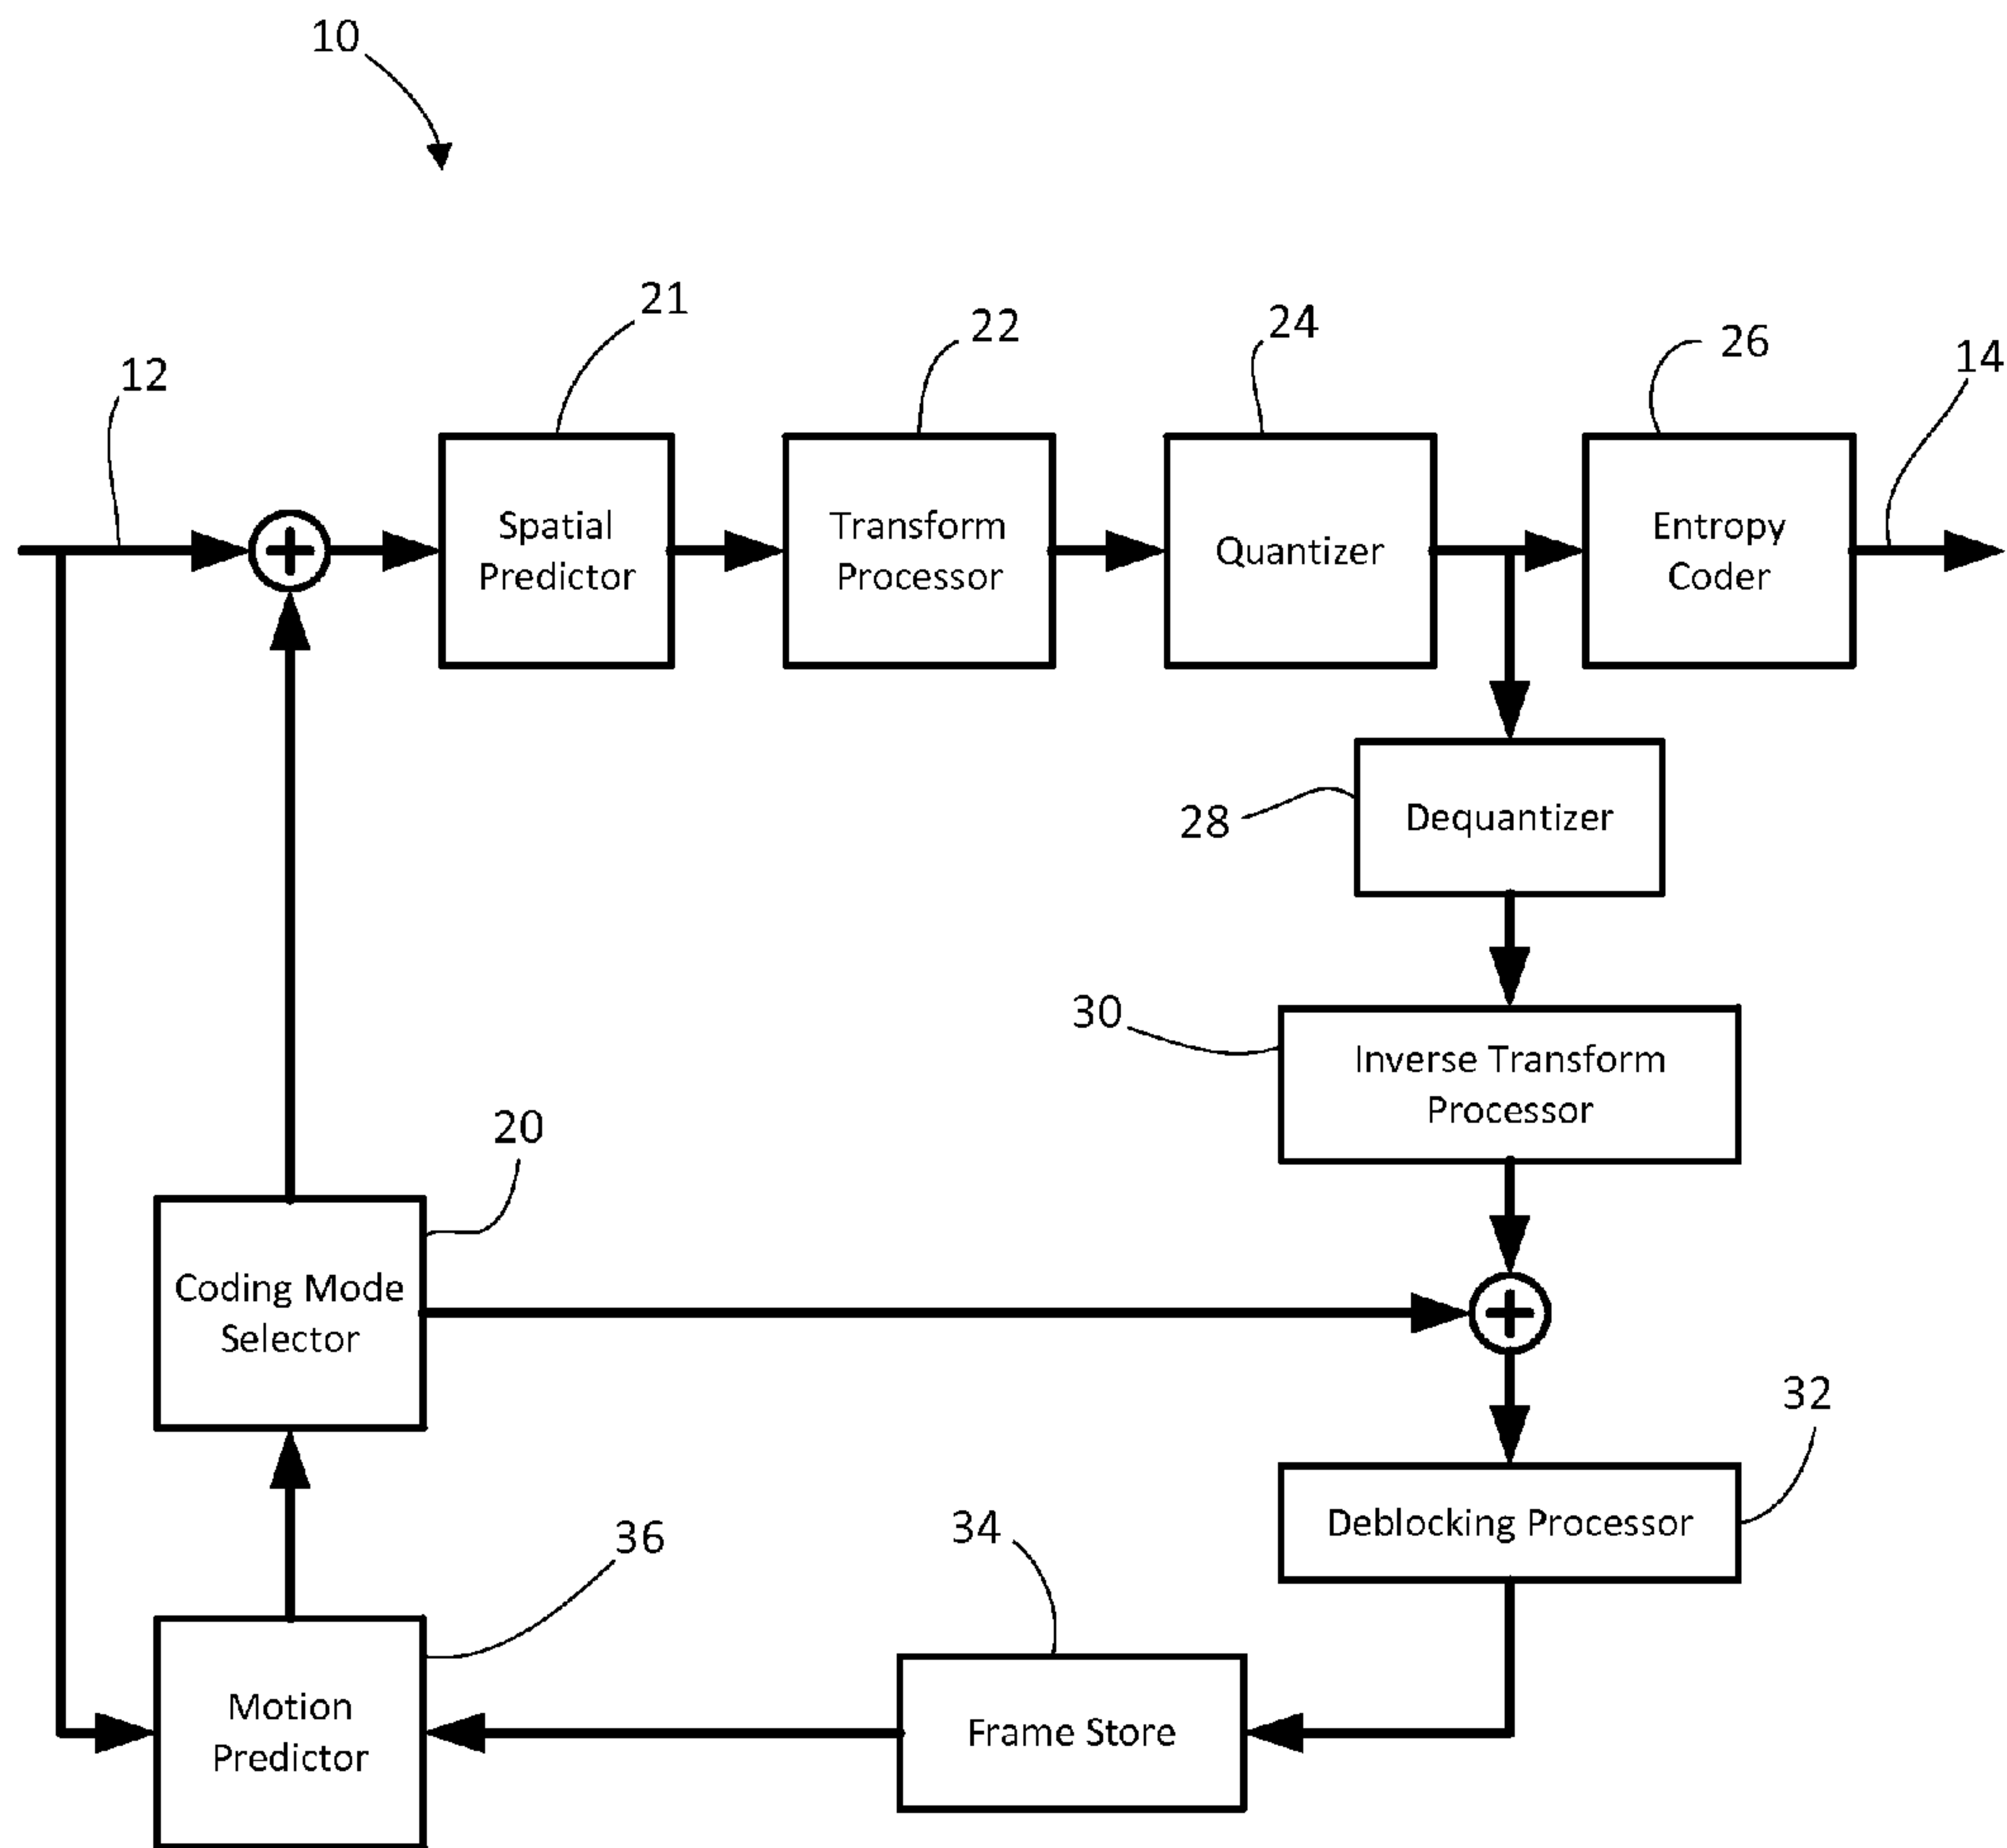 10
21
22
24
26
14
12
Spatial
Predictor
Transform
Processor
Quantizer
Entropy
Coder
28
Dequantizer
30
Inverse Transform
Processor
20
Coding Mode
Selector
32
34
Deblocking Processor
36
Motion
Predictor
Frame Store